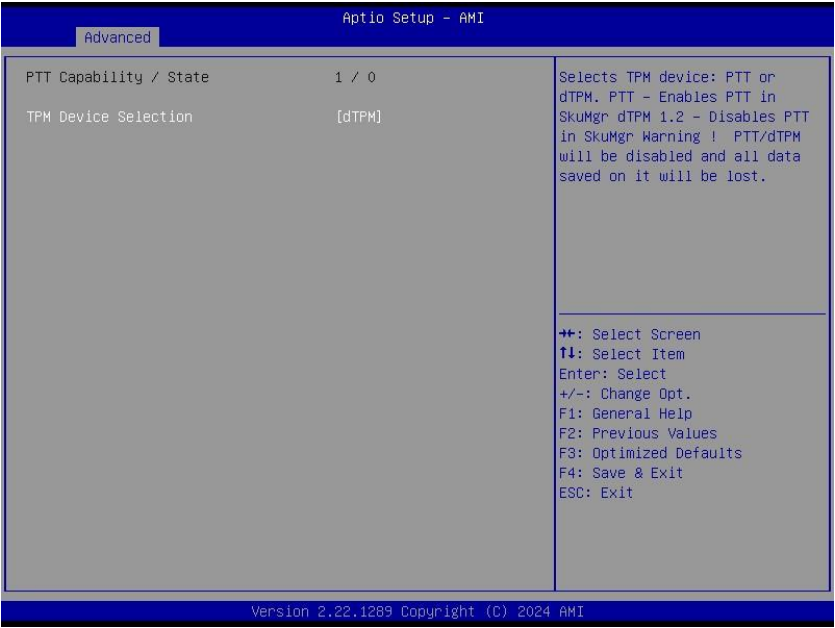 Aptio Setup – AMI
Advanced
PTT Capability / State 1 / 0
TPM Device Selection [dTPM]
Selects TPM device: PTT or
dTPM. PTT – Enables PTT in
SkuMgr dTPM 1.2 – Disables PTT
in SkuMgr Warning ! PTT/dTPM
will be disabled and all data
saved on it will be lost.
→←: Select Screen
↑↓: Select Item
Enter: Select
+/-: Change Opt.
F1: General Help
F2: Previous Values
F3: Optimized Defaults
F4: Save & Exit
ESC: Exit
Version 2.22.1289 Copyright (C) 2024 AMI